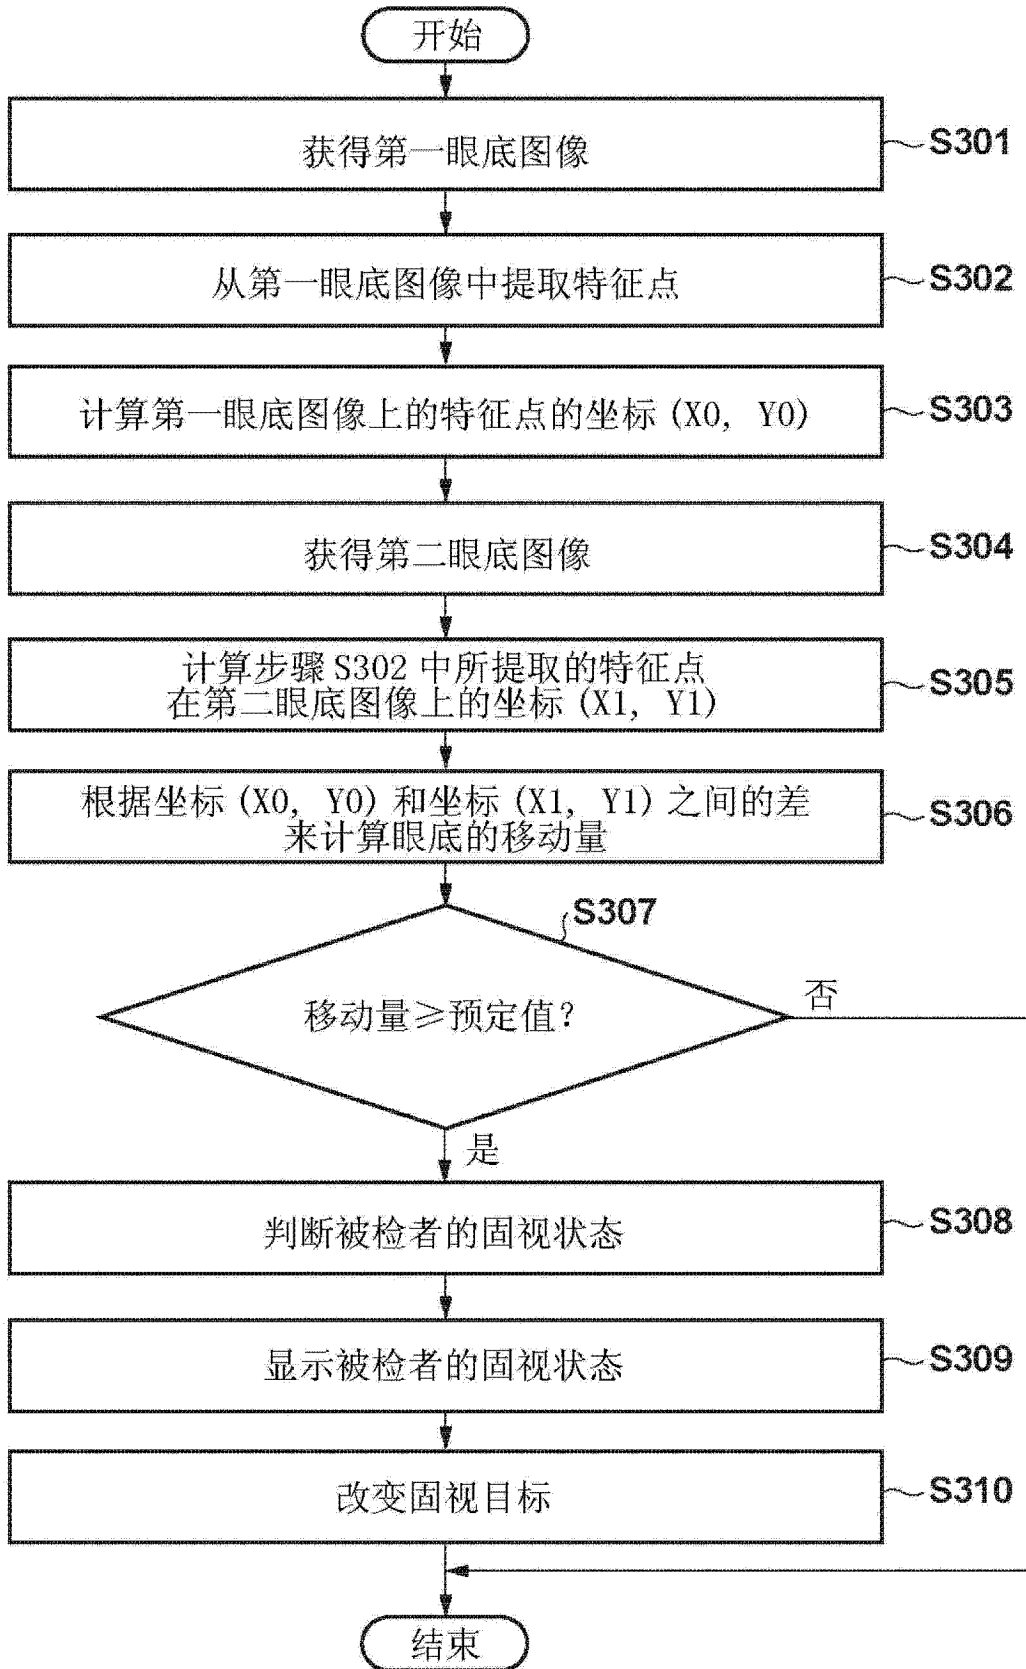 开始
获得第一眼底图像
S301
从第一眼底图像中提取特征点
S302
计算第一眼底图像上的特征点的坐标 (X0, Y0)
S303
获得第二眼底图像
S304
计算步骤 S302 中所提取的特征点
在第二眼底图像上的坐标 (X1, Y1)
S305
根据坐标 (X0, Y0) 和坐标 (X1, Y1) 之间的差
来计算眼底的移动量
S306
S307
移动量≥预定值?
否
是
判断被检者的固视状态
S308
显示被检者的固视状态
S309
改变固视目标
S310
结束